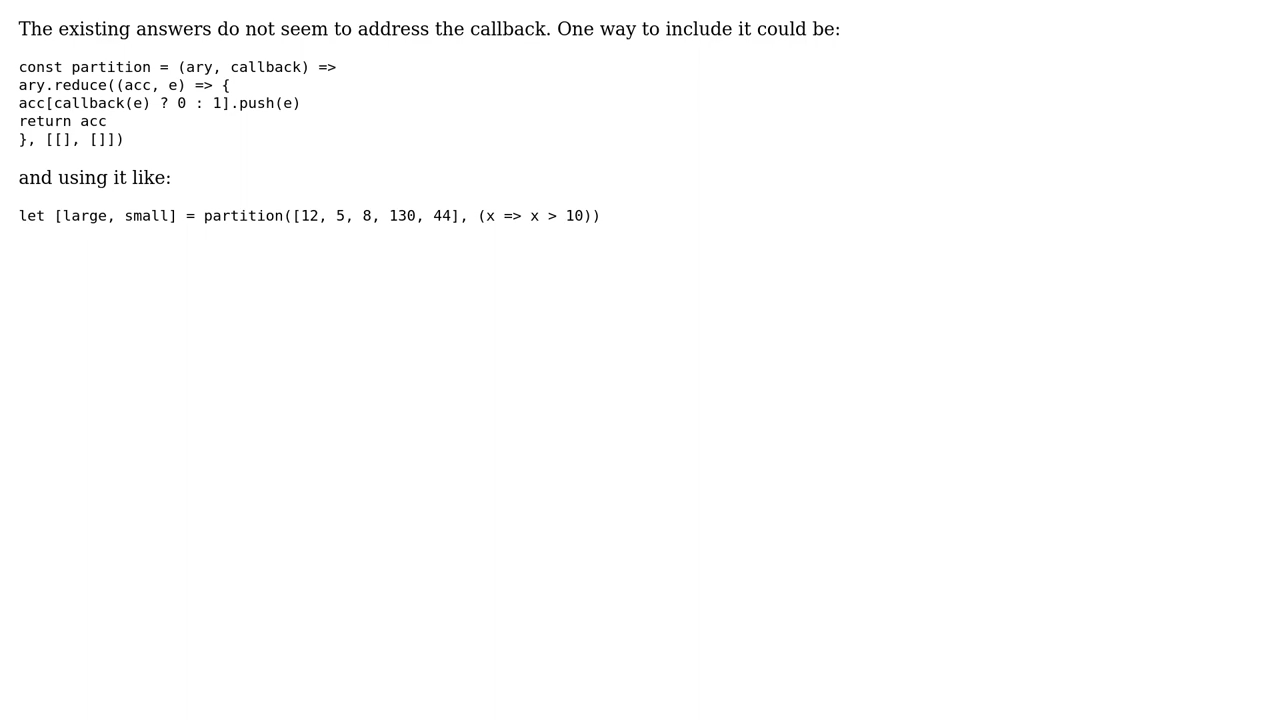 The existing answers do not seem to address the callback. One way to include it could be:
const partition = (ary, callback) =>
ary.reduce((acc, e) => {
acc[callback(e) ? 0 : 1].push(e)
return acc
}, [[], []])
and using it like:
let [large, small] = partition([12, 5, 8, 130, 44], (x => x > 10))